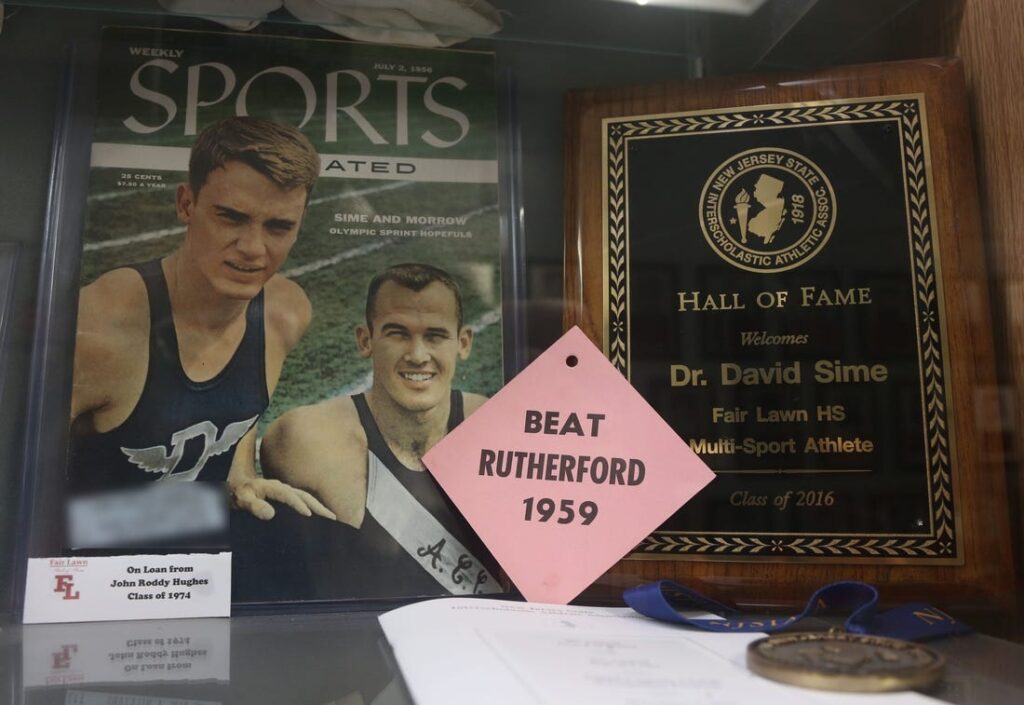 WEEKLY
JULY 2, 1956
SPORTS
ATED
25 CENTS
$7.50 A YEAR
SIME AND MORROW
OLYMPIC SPRINT HOPEFULS
D
A.C.C.
Fair Lawn
FL
On Loan from
John Roddy Hughes
Class of 1974
BEAT
RUTHERFORD
1959
NEW JERSEY STATE
INTERSCHOLASTIC ATHLETIC ASSOC.
1918
HALL OF FAME
Welcomes
Dr. David Sime
Fair Lawn HS
Multi-Sport Athlete
Class of 2016